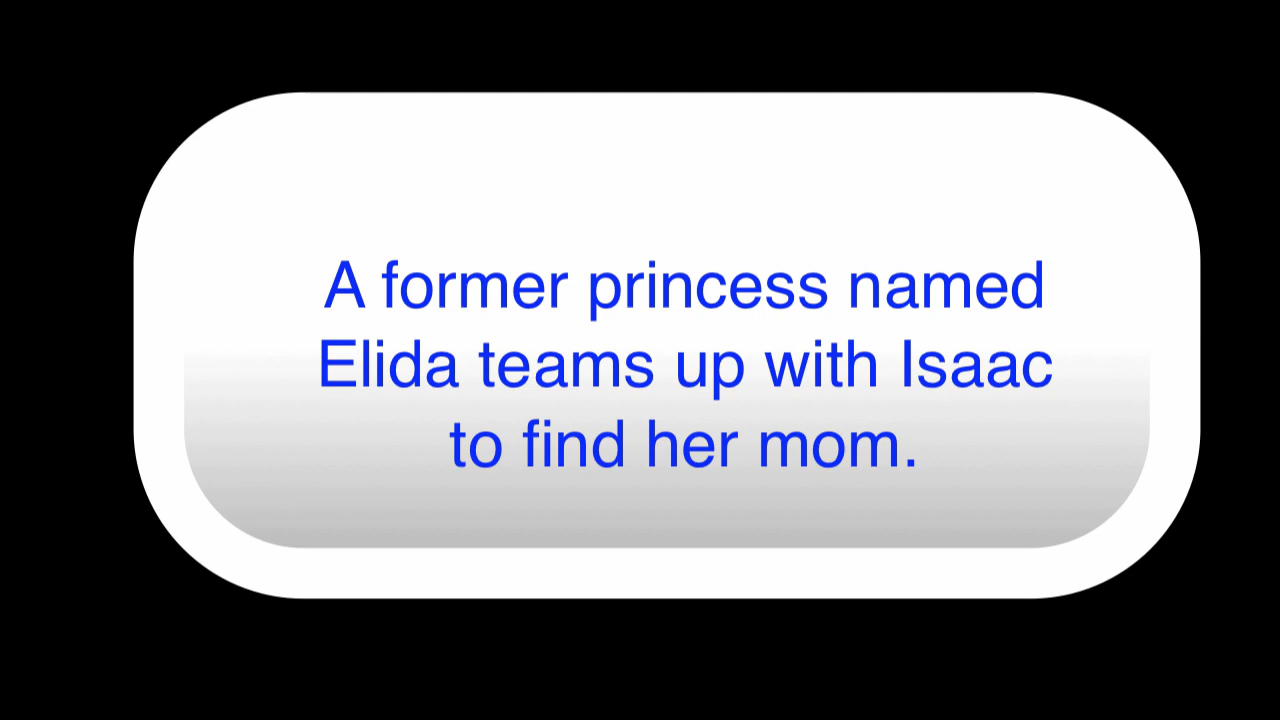 A former princess named
Elida teams up with Isaac
to find her mom.